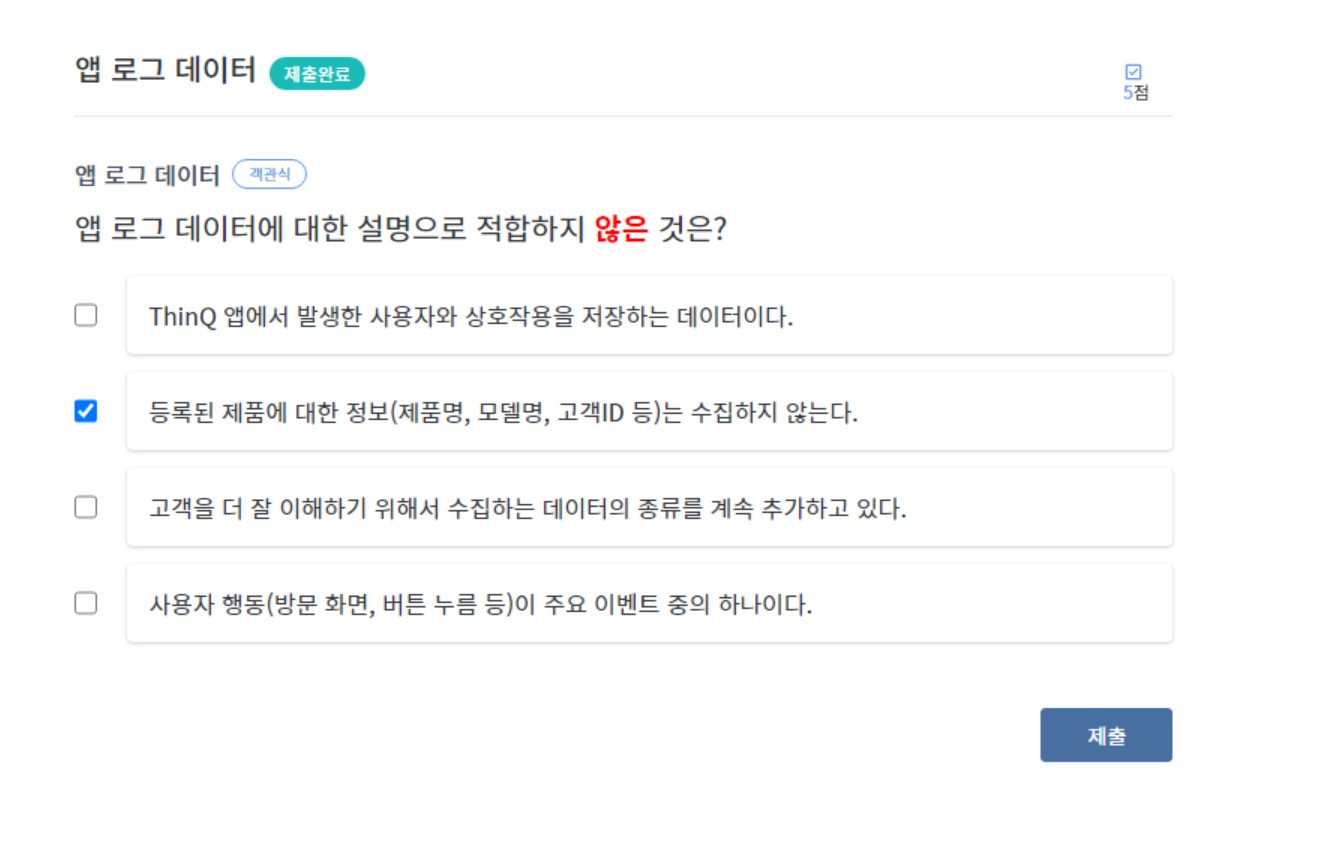 앱 로그 데이터 제출완료
5점
앱 로그 데이터 객관식
앱 로그 데이터에 대한 설명으로 적합하지 않은 것은?
ThinQ 앱에서 발생한 사용자와 상호작용을 저장하는 데이터이다.
등록된 제품에 대한 정보(제품명, 모델명, 고객ID 등)는 수집하지 않는다.
고객을 더 잘 이해하기 위해서 수집하는 데이터의 종류를 계속 추가하고 있다.
사용자 행동(방문 화면, 버튼 누름 등)이 주요 이벤트 중의 하나이다.
제출